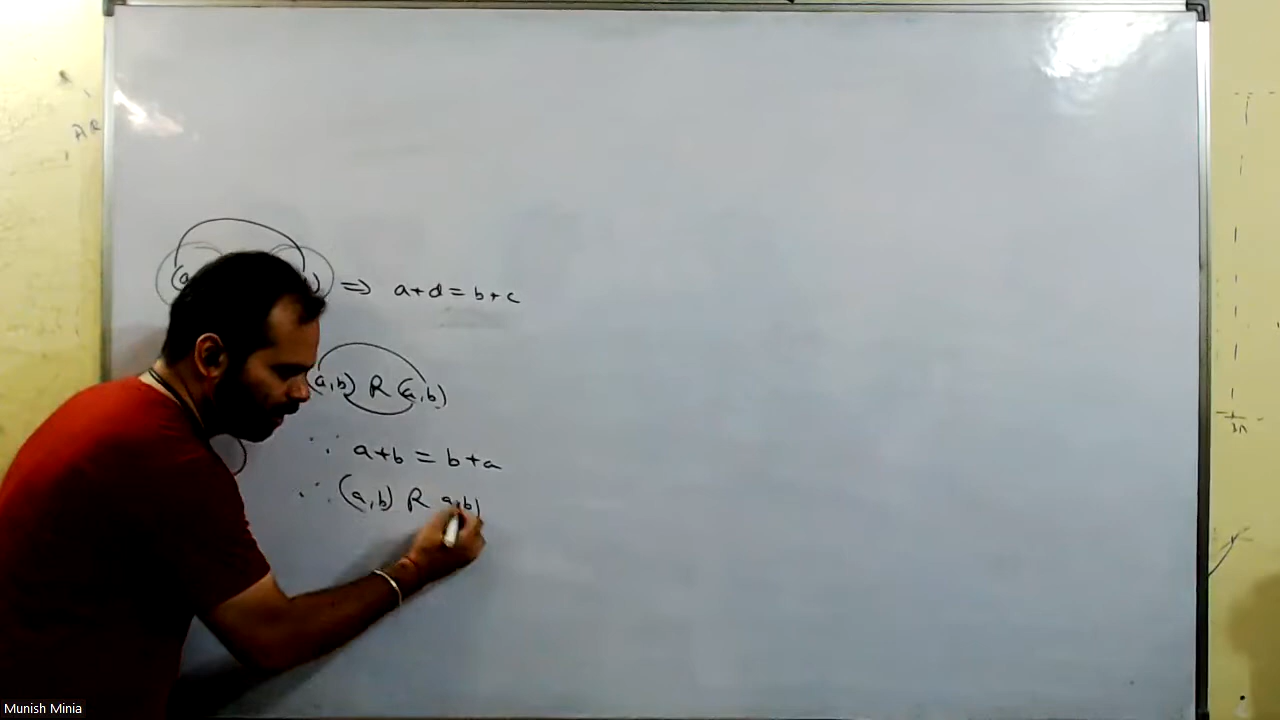 (a ) ⇒ a+d = b+c
(a,b) R (a,b)
∵ a+b = b+a
∴ (a,b) R a,b)
Munish Minia